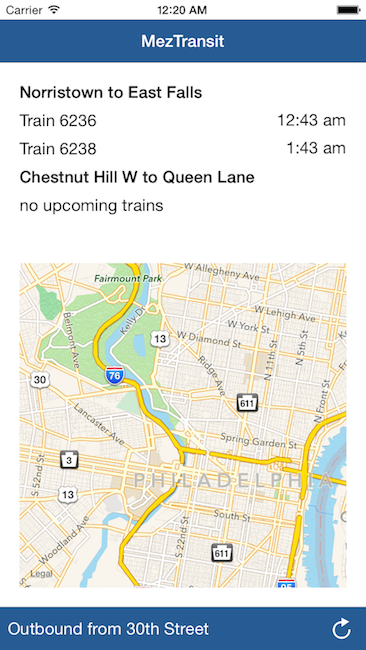 Carrier 12:20 AM
MezTransit
Norristown to East Falls
Train 6236 12:43 am
Train 6238 1:43 am
Chestnut Hill W to Queen Lane
no upcoming trains
W Allegheny Ave
Fairmount Park
Kelly Dr
W Lehigh Ave
Belmont Ave
W York St
13
W Diamond St
N 11th St
N 5th St
Ridge Ave
76
30
611
N Front St
Lancaster Ave
Spring Garden St
3
S 52nd St
PHILADELPHIA
13
South St
S 22nd St
Woodland Ave
611
Legal
95
Outbound from 30th Street